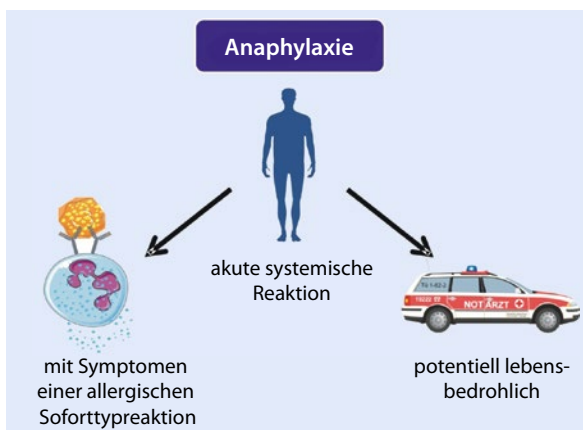 Anaphylaxie
akute systemische
Reaktion
mit Symptomen
einer allergischen
Soforttypreaktion
NOTARZT
potentiell lebens-
bedrohlich